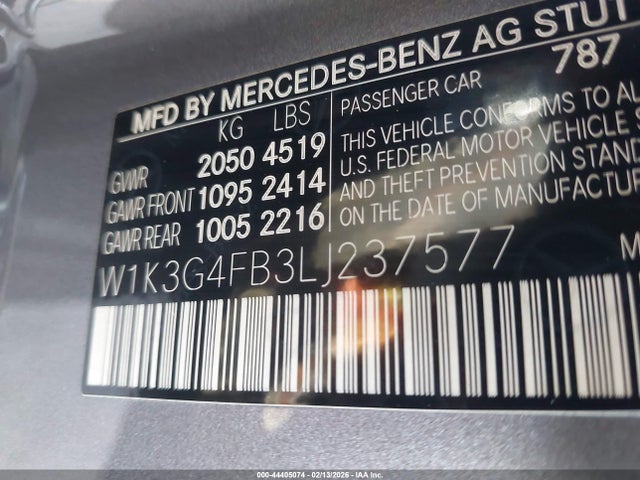 MFD BY MERCEDES-BENZ AG STUT
787
KG LBS
PASSENGER CAR
GVWR 2050 4519
GAWR FRONT 1095 2414
GAWR REAR 1005 2216
THIS VEHICLE CONFORMS TO AL
U.S. FEDERAL MOTOR VEHICLE S
AND THEFT PREVENTION STAND
ON THE DATE OF MANUFACTUR
W1K3G4FB3LJ237577
M
000-44405074 - 02/13/2026 - IAA Inc.